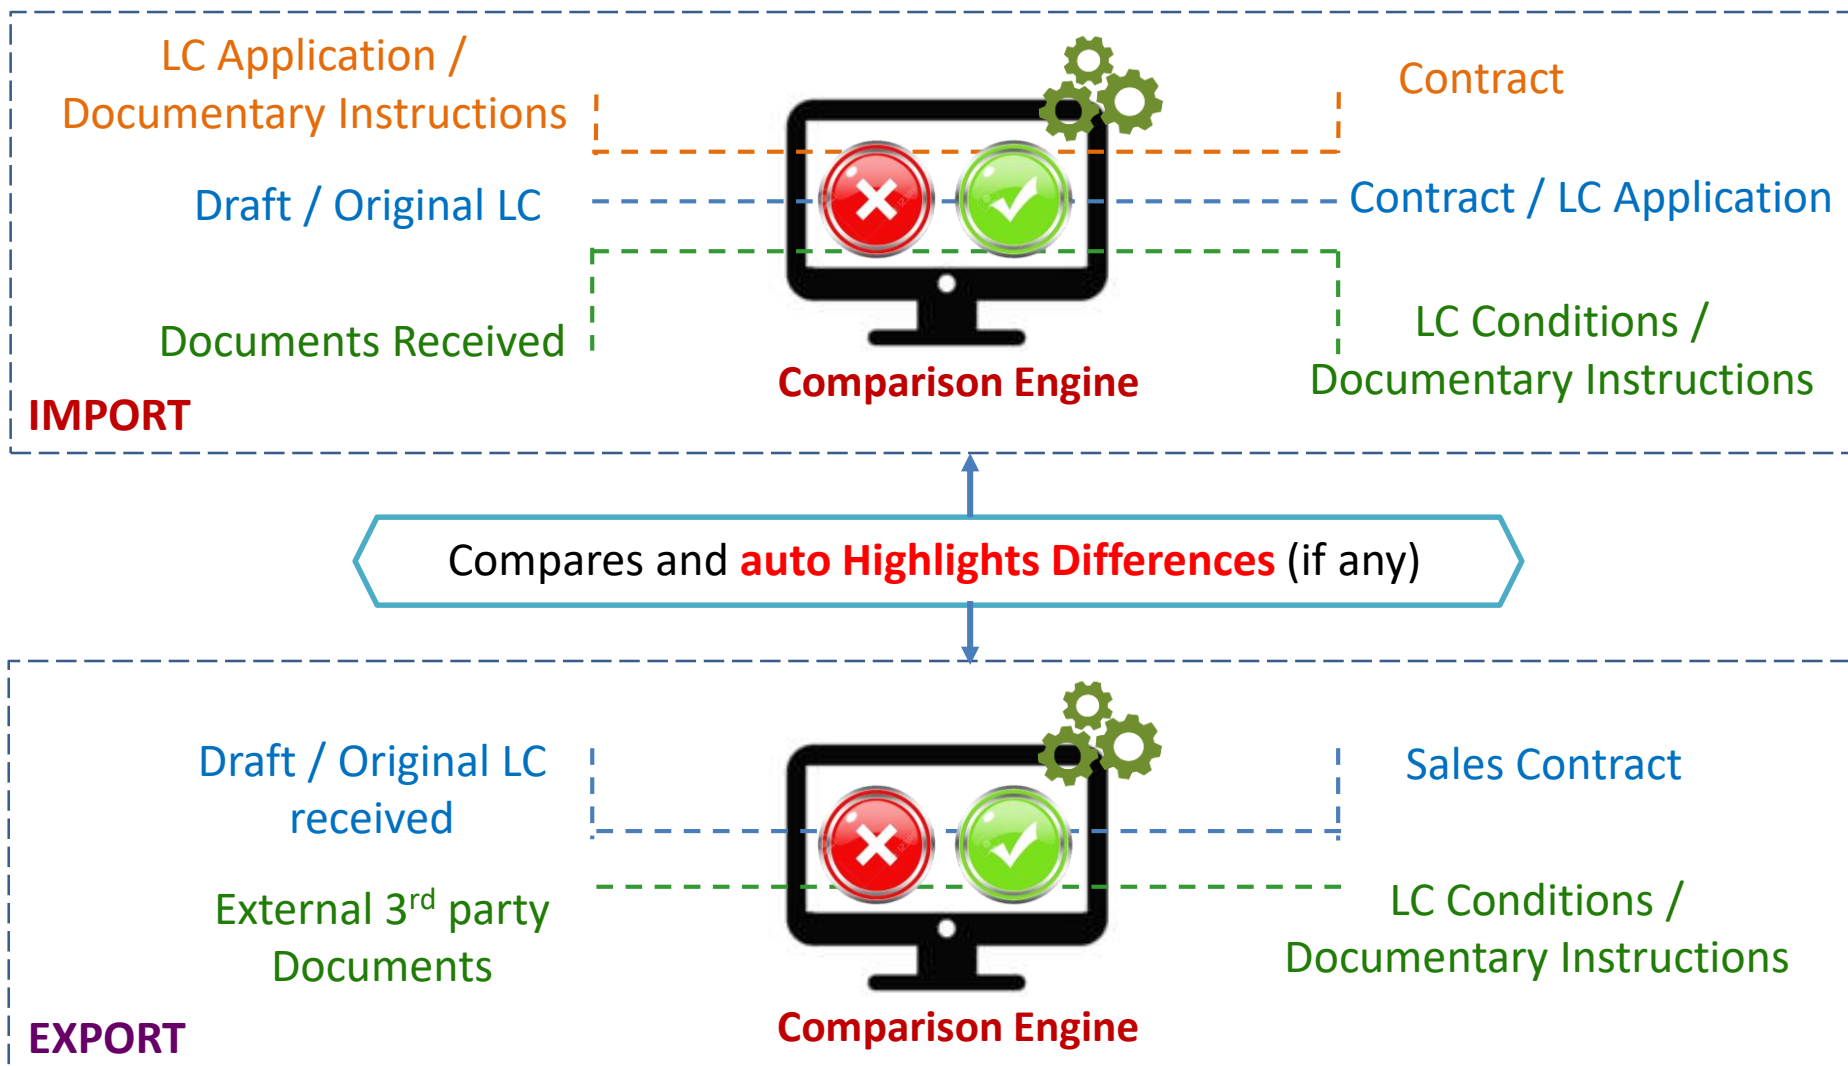 LC Application /
Documentary Instructions
Contract
Draft / Original LC
Contract / LC Application
Documents Received
LC Conditions /
Documentary Instructions
Comparison Engine
IMPORT
Compares and auto Highlights Differences (if any)
Draft / Original LC
received
Sales Contract
External 3rd party
Documents
LC Conditions /
Documentary Instructions
Comparison Engine
EXPORT